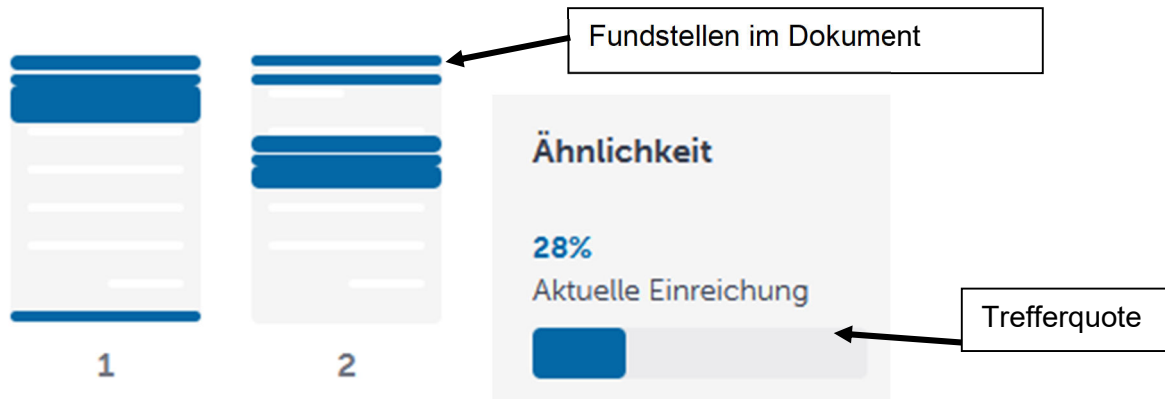 Fundstellen im Dokument
Ähnlichkeit
28%
Aktuelle Einreichung
Trefferquote
1
2